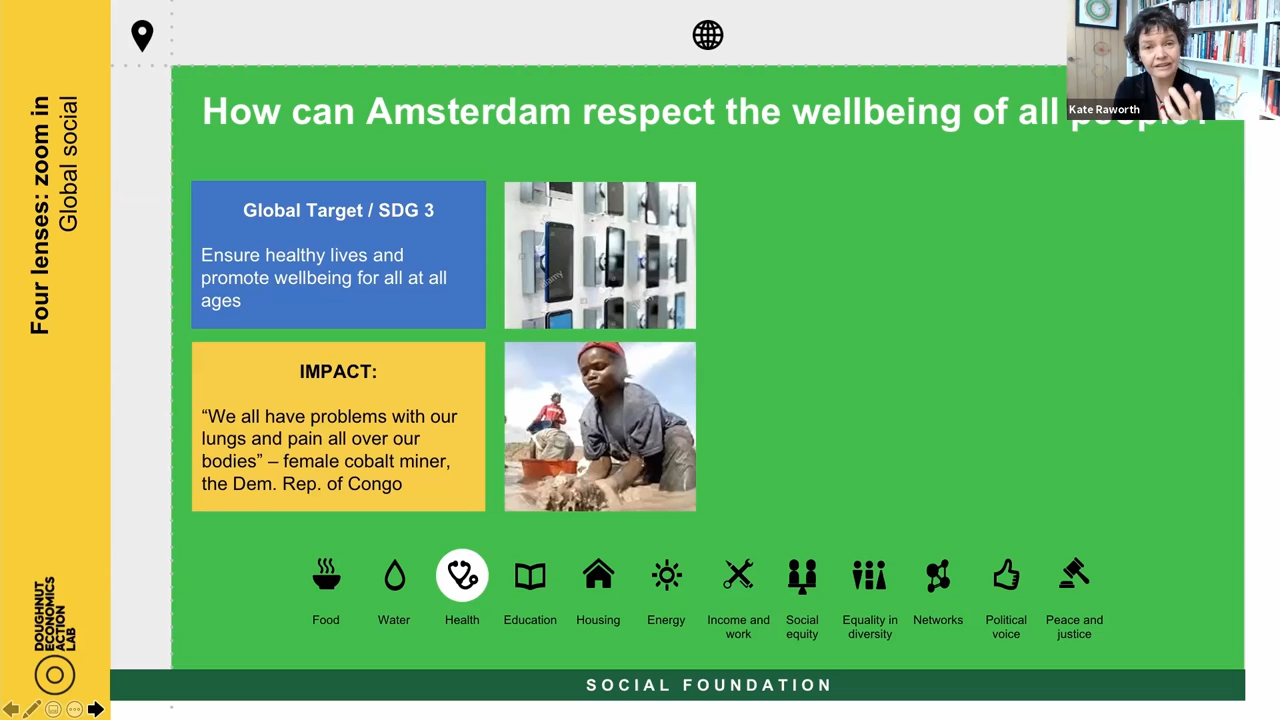 Four lenses: zoom in
Global social
How can Amsterdam respect the wellbeing of all people?
Kate Raworth
Global Target / SDG 3
Ensure healthy lives and
promote wellbeing for all at all
ages
IMPACT:
“We all have problems with our
lungs and pain all over our
bodies” – female cobalt miner,
the Dem. Rep. of Congo
alamy
Food
Water
Health
Education
Housing
Energy
Income and
work
Social
equity
Equality in
diversity
Networks
Political
voice
Peace and
justice
SOCIAL FOUNDATION
DOUGHNUT
ECONOMICS
ACTION
LAB